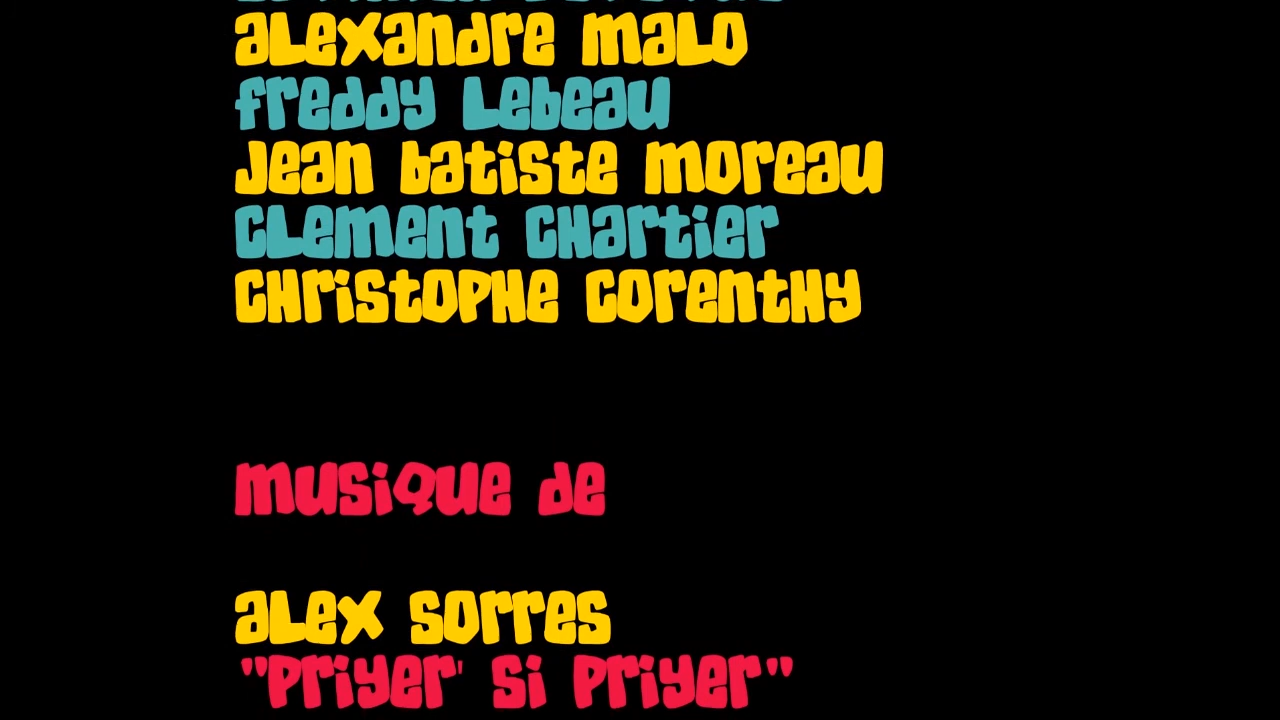 alexandre malo
freddy Lebeau
Jean batiste moreau
CLement CHartier
CHristophe Corenthy
musique de
aLex sorres
"Priyer' si Priyer"